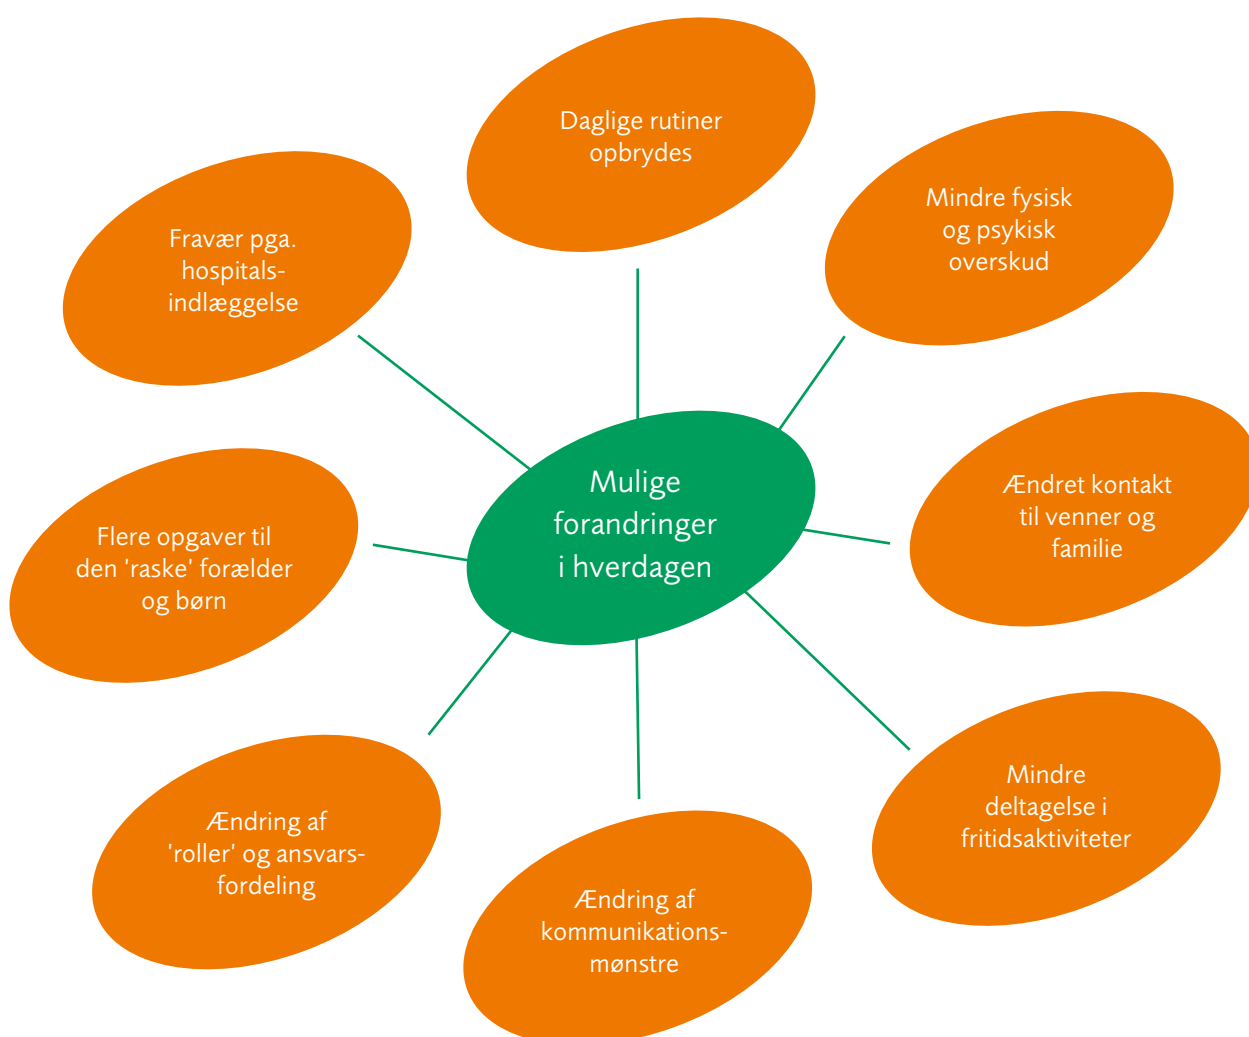 Daglige rutiner
opbrydes
Mindre fysisk
og psykisk
overskud
Fravær pga.
hospitals-
indlæggelse
Mulige
forandringer
i hverdagen
Ændret kontakt
til venner og
familie
Flere opgaver til
den 'raske' forælder
og børn
Mindre
deltagelse i
fritidsaktiviteter
Ændring af
'roller' og ansvars-
fordeling
Ændring af
kommunikations-
mønstre